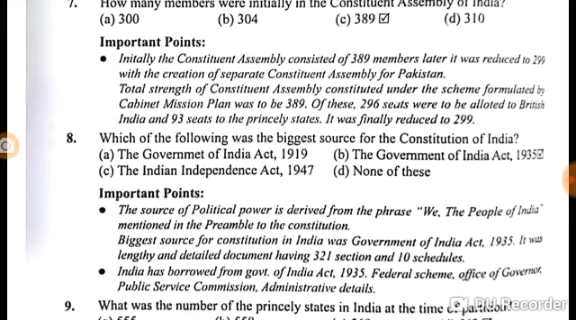 7. How many members were initially in the Constituent Assembly of India?
(a) 300 (b) 304 (c) 389 ☑ (d) 310
Important Points:
• Initally the Constituent Assembly consisted of 389 members later it was reduced to 299
with the creation of separate Constituent Assembly for Pakistan.
Total strength of Constituent Assembly constituted under the scheme formulated by
Cabinet Mission Plan was to be 389. Of these, 296 seats were to be alloted to British
India and 93 seats to the princely states. It was finally reduced to 299.
8. Which of the following was the biggest source for the Constitution of India?
(a) The Governmet of India Act, 1919 (b) The Government of India Act, 1935☑
(c) The Indian Independence Act, 1947 (d) None of these
Important Points:
• The source of Political power is derived from the phrase "We, The People of India"
mentioned in the Preamble to the constitution.
Biggest source for constitution in India was Government of India Act, 1935. It was
lengthy and detailed document having 321 section and 10 schedules.
• India has borrowed from govt. of India Act, 1935. Federal scheme, office of Governor,
Public Service Commission, Administrative details.
9. What was the number of the princely states in India at the time of partition?
DU Recorder